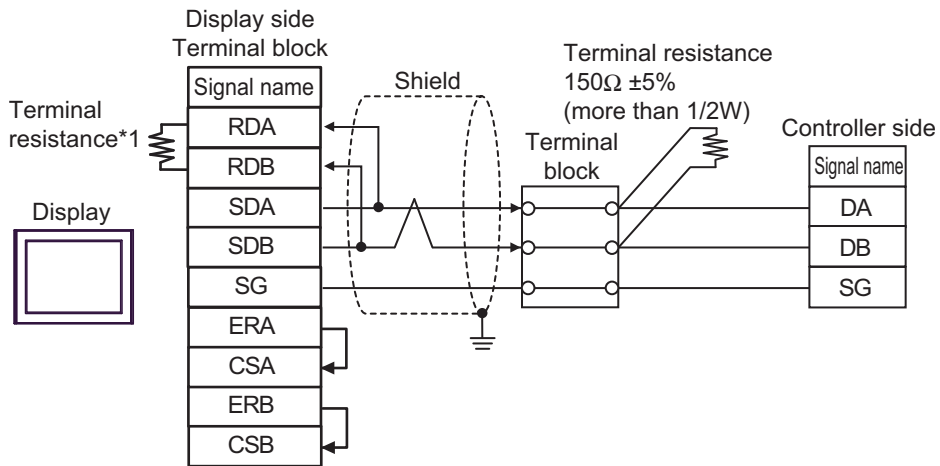 Display side
Terminal block
Signal name
RDA
RDB
SDA
SDB
SG
ERA
CSA
ERB
CSB
Terminal
resistance*1
Display
Shield
Terminal resistance
150Ω ±5%
(more than 1/2W)
Terminal
block
Controller side
Signal name
DA
DB
SG